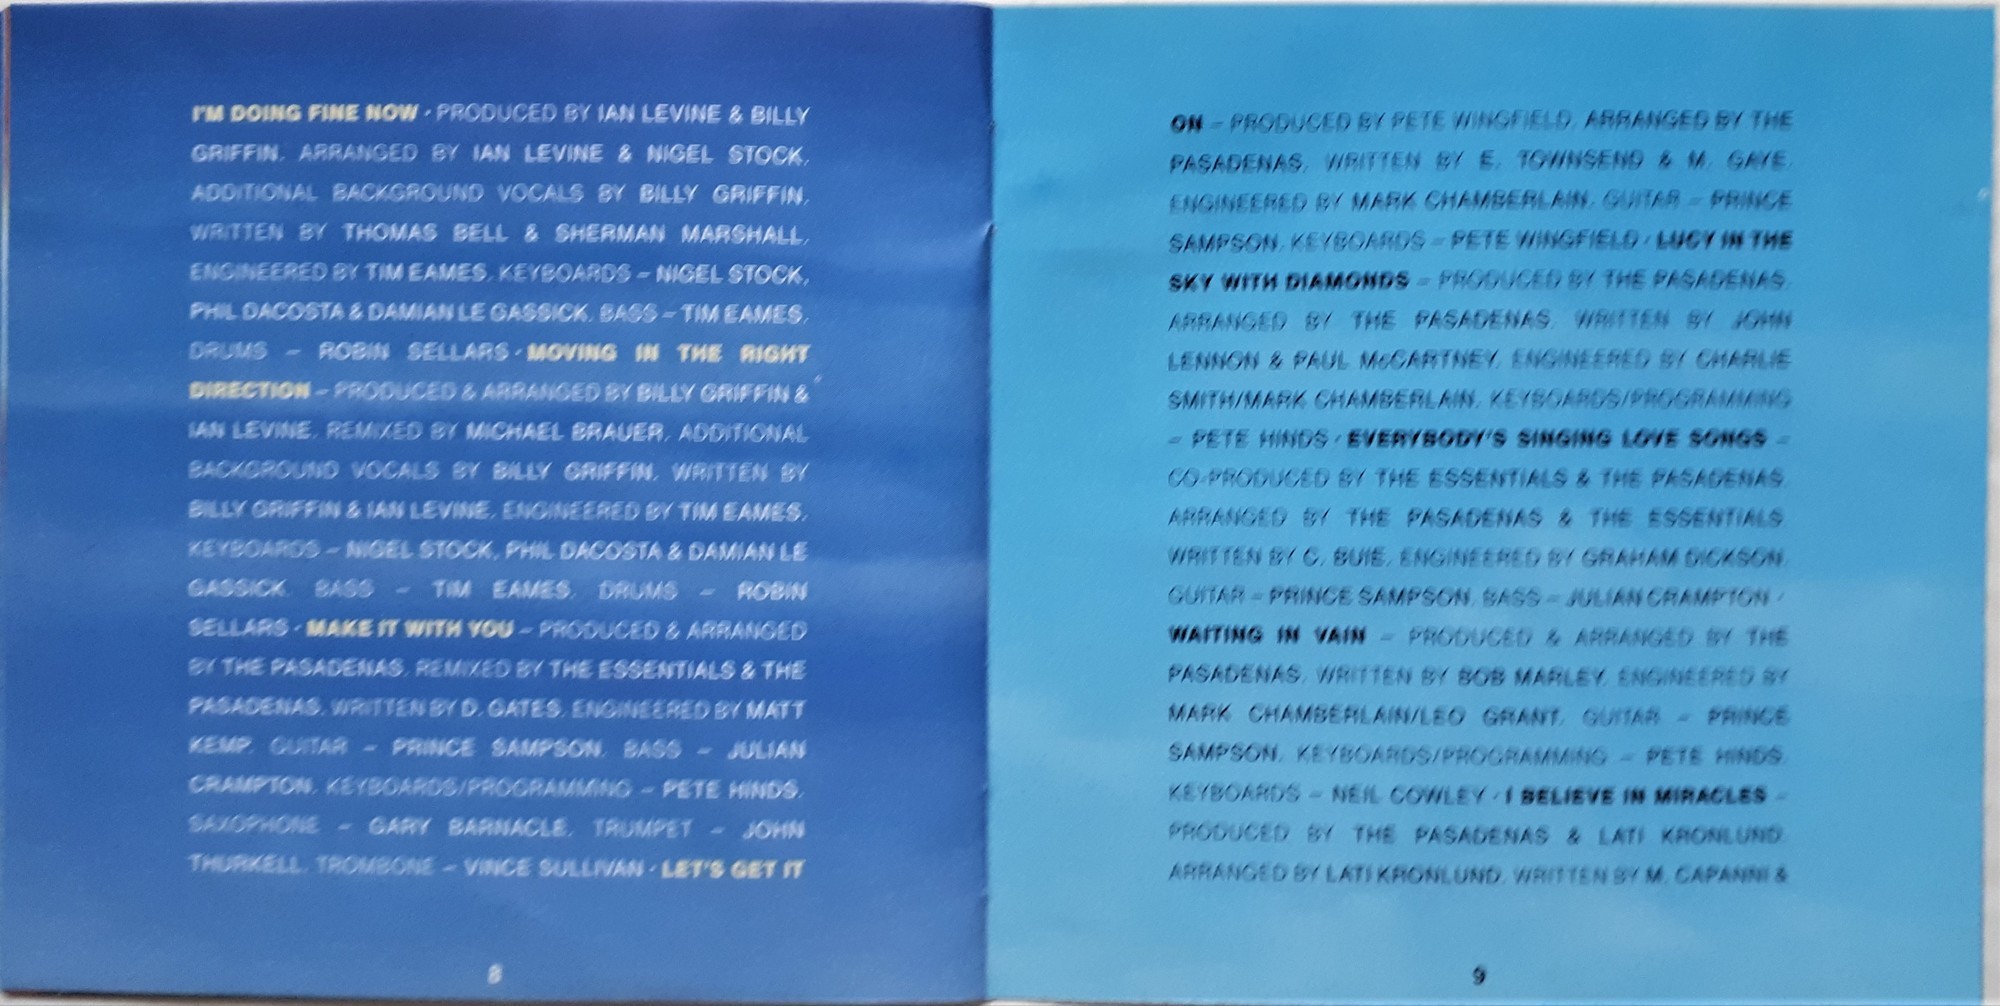 I'M DOING FINE NOW · PRODUCED BY IAN LEVINE & BILLY
GRIFFIN. ARRANGED BY IAN LEVINE & NIGEL STOCK.
ADDITIONAL BACKGROUND VOCALS BY BILLY GRIFFIN.
WRITTEN BY THOMAS BELL & SHERMAN MARSHALL.
ENGINEERED BY TIM EAMES. KEYBOARDS – NIGEL STOCK,
PHIL DACOSTA & DAMIAN LE GASSICK. BASS – TIM EAMES.
DRUMS – ROBIN SELLARS · MOVING IN THE RIGHT
DIRECTION – PRODUCED & ARRANGED BY BILLY GRIFFIN &
IAN LEVINE. REMIXED BY MICHAEL BRAUER. ADDITIONAL
BACKGROUND VOCALS BY BILLY GRIFFIN. WRITTEN BY
BILLY GRIFFIN & IAN LEVINE. ENGINEERED BY TIM EAMES.
KEYBOARDS – NIGEL STOCK, PHIL DACOSTA & DAMIAN LE
GASSICK. BASS – TIM EAMES. DRUMS – ROBIN
SELLARS · MAKE IT WITH YOU – PRODUCED & ARRANGED
BY THE PASADENAS. REMIXED BY THE ESSENTIALS & THE
PASADENAS. WRITTEN BY D. GATES. ENGINEERED BY MATT
KEMP. GUITAR – PRINCE SAMPSON. BASS – JULIAN
CRAMPTON. KEYBOARDS/PROGRAMMING – PETE HINDS.
SAXOPHONE – GARY BARNACLE. TRUMPET – JOHN
THURKELL. TROMBONE – VINCE SULLIVAN · LET'S GET IT
8
ON – PRODUCED BY PETE WINGFIELD. ARRANGED BY THE
PASADENAS. WRITTEN BY E. TOWNSEND & M. GAYE.
ENGINEERED BY MARK CHAMBERLAIN. GUITAR – PRINCE
SAMPSON. KEYBOARDS – PETE WINGFIELD · LUCY IN THE
SKY WITH DIAMONDS – PRODUCED BY THE PASADENAS.
ARRANGED BY THE PASADENAS. WRITTEN BY JOHN
LENNON & PAUL McCARTNEY. ENGINEERED BY CHARLIE
SMITH/MARK CHAMBERLAIN. KEYBOARDS/PROGRAMMING
– PETE HINDS · EVERYBODY'S SINGING LOVE SONGS –
CO-PRODUCED BY THE ESSENTIALS & THE PASADENAS.
ARRANGED BY THE PASADENAS & THE ESSENTIALS.
WRITTEN BY C. BUIE. ENGINEERED BY GRAHAM DICKSON.
GUITAR – PRINCE SAMPSON. BASS – JULIAN CRAMPTON ·
WAITING IN VAIN – PRODUCED & ARRANGED BY THE
PASADENAS. WRITTEN BY BOB MARLEY. ENGINEERED BY
MARK CHAMBERLAIN/LEO GRANT. GUITAR – PRINCE
SAMPSON. KEYBOARDS/PROGRAMMING – PETE HINDS.
KEYBOARDS – NEIL COWLEY · I BELIEVE IN MIRACLES –
PRODUCED BY THE PASADENAS & LATI KRONLUND.
ARRANGED BY LATI KRONLUND. WRITTEN BY M. CAPANNI &
9